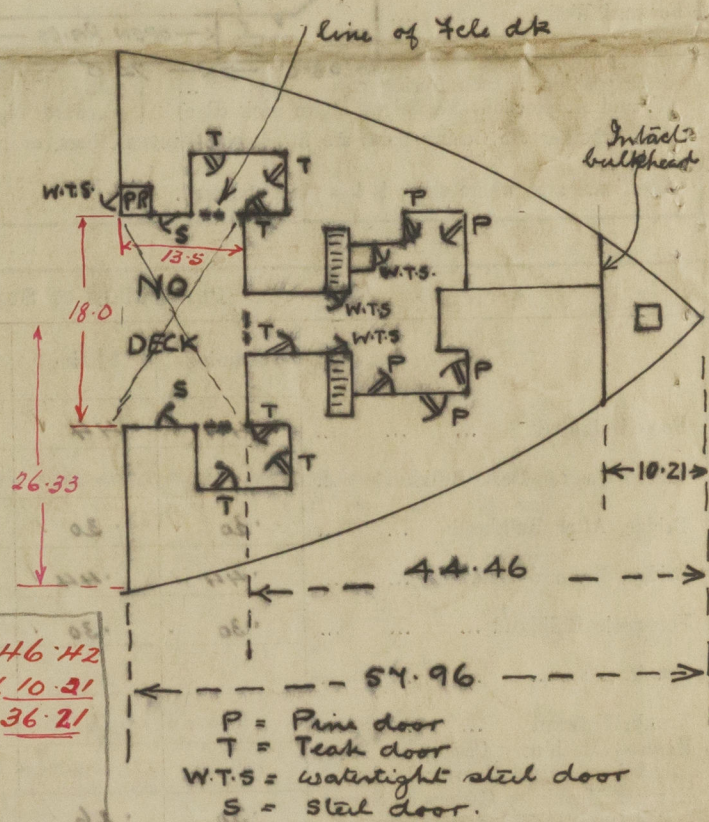 line of Fcle dk
Intact
bulkhead
T
T
W.T.S.
PR
S
T
P
P
13.5
W.T.S.
NO
W.T.S
18.0
DECK
T
W.T.S
P
P
P
S
T
T
T
26.33
10.21
44.46
46.42
10.21
36.21
57.96
P = Pine door
T = Teak door
W.T.S = watertight steel door
S = Steel door.